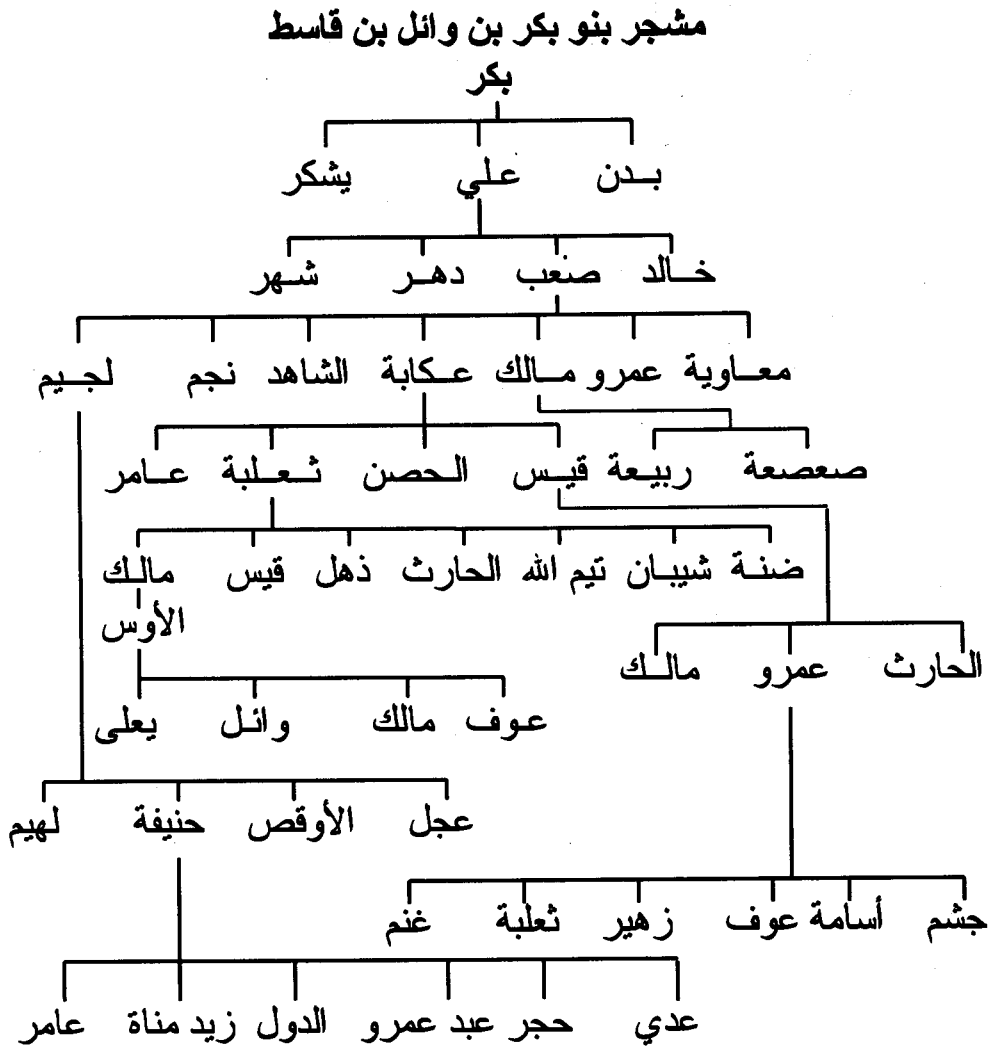 مشجر بنو بكر بن وائل بن قاسط
بكر
بدن علي يشكر
خالد صنعب دهر شهر
معاوية عمرو مالك عكابة الشاهد نجم لجيم
صعصعة ربيعة قيس الحصن ثعلبة عامر
ضنة شيبان تيم الله الحارث ذهل قيس مالك
الأوس
الحارث عمرو مالك
عوف مالك وائل يعلى
عجل الأوقص حنيفة لهيم
جشم أسامة عوف زهير ثعلبة غنم
عدي حجر عبد عمرو الدول زيد مناة عامر